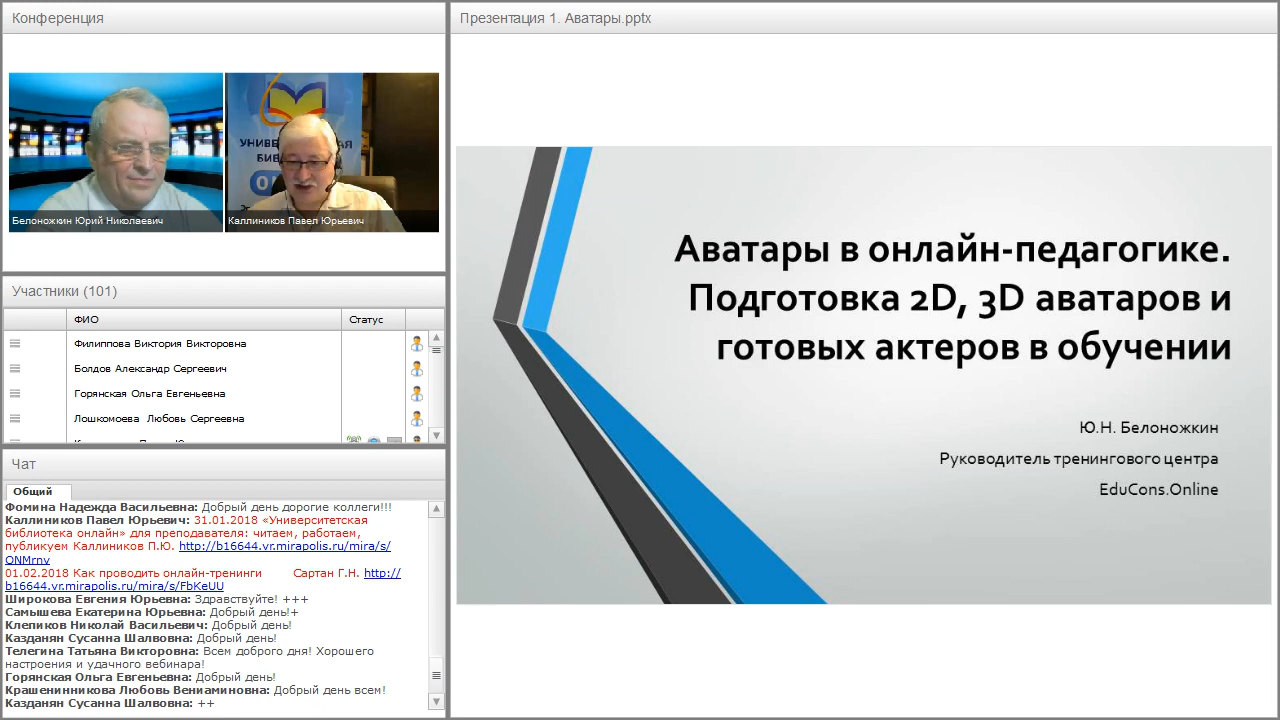 Конференция
УНИВЕ
АЯ
БИБ
Белоножкин Юрий Николаевич
Каллиников Павел Юрьевич
Участники (101)
ФИО
Статус
Филиппова Виктория Викторовна
Болдов Александр Сергеевич
Горянская Ольга Евгеньевна
Лошкомоева Любовь Сергеевна
Чат
Общий
Фомина Надежда Васильевна: Добрый день дорогие коллеги!!!
Каллиников Павел Юрьевич: 31.01.2018 «Университетская
библиотека онлайн» для преподавателя: читаем, работаем,
публикуем Каллиников П.Ю. http://b16644.vr.mirapolis.ru/mira/s/
QNMrnv
01.02.2018 Как проводить онлайн-тренинги Сартан Г.Н. http://
b16644.vr.mirapolis.ru/mira/s/FbKeUU
Широкова Евгения Юрьевна: Здравствуйте! +++
Самышева Екатерина Юрьевна: Добрый день!+
Клепиков Николай Васильевич: Добрый день!
Казданян Сусанна Шалвовна: Добрый день!
Телегина Татьяна Викторовна: Всем доброго дня! Хорошего
настроения и удачного вебинара!
Горянская Ольга Евгеньевна: Добрый день!
Крашенинникова Любовь Вениаминовна: Добрый день всем!
Казданян Сусанна Шалвовна: ++
Презентация 1. Аватары.pptx
Аватары в онлайн-педагогике.
Подготовка 2D, 3D аватаров и
готовых актеров в обучении
Ю.Н. Белоножкин
Руководитель тренингового центра
EduCons.Online